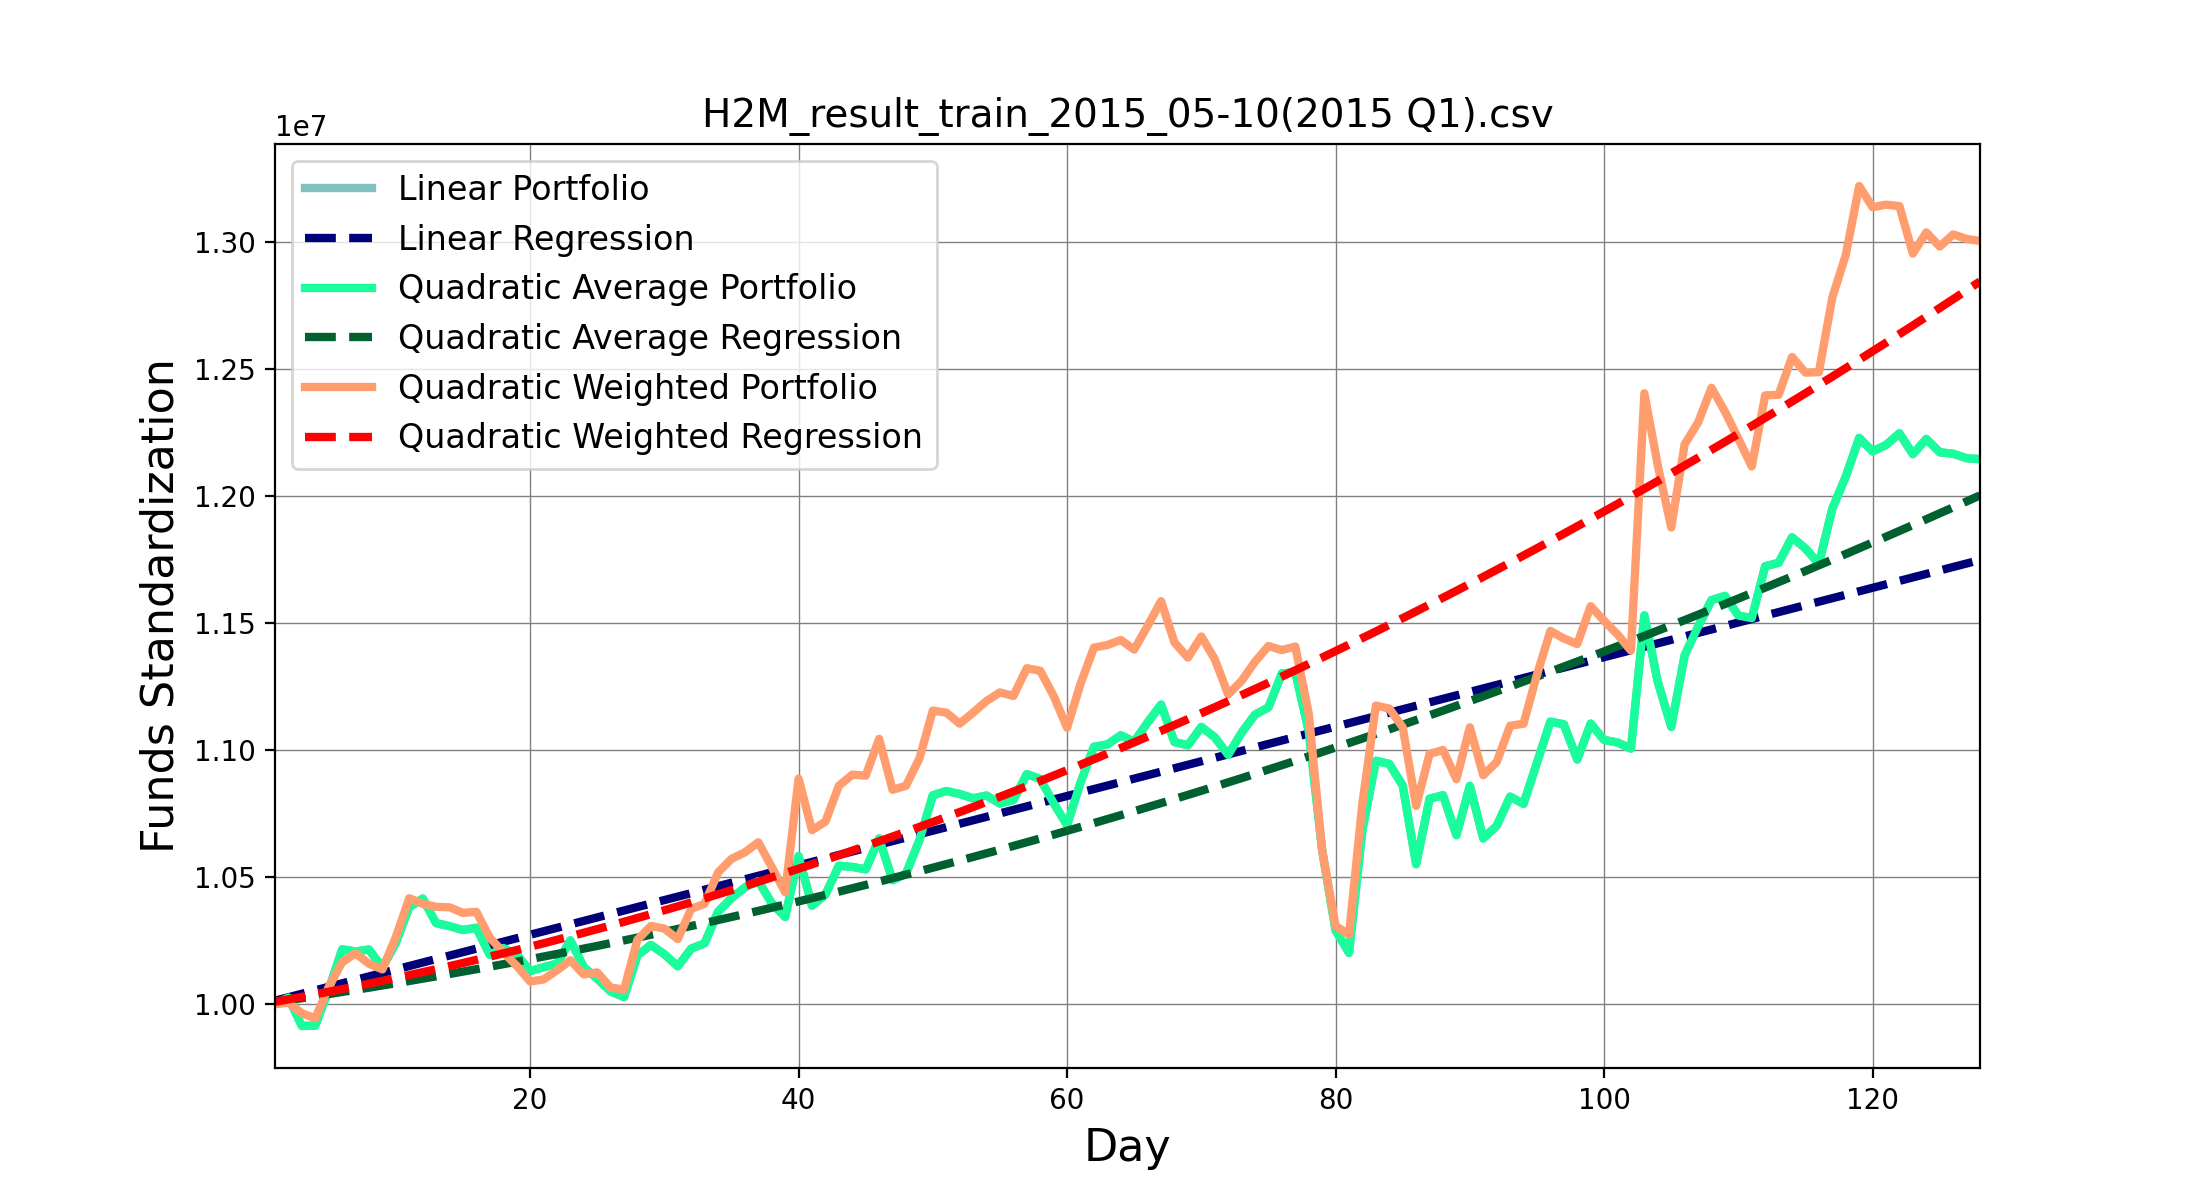 H2M_result_train_2015_05-10(2015 Q1).csv
1e7
Linear Portfolio
Linear Regression
Quadratic Average Portfolio
Quadratic Average Regression
Quadratic Weighted Portfolio
Quadratic Weighted Regression
1.30
1.25
1.20
1.15
1.10
1.05
1.00
Funds Standardization
20 40 60 80 100 120
Day